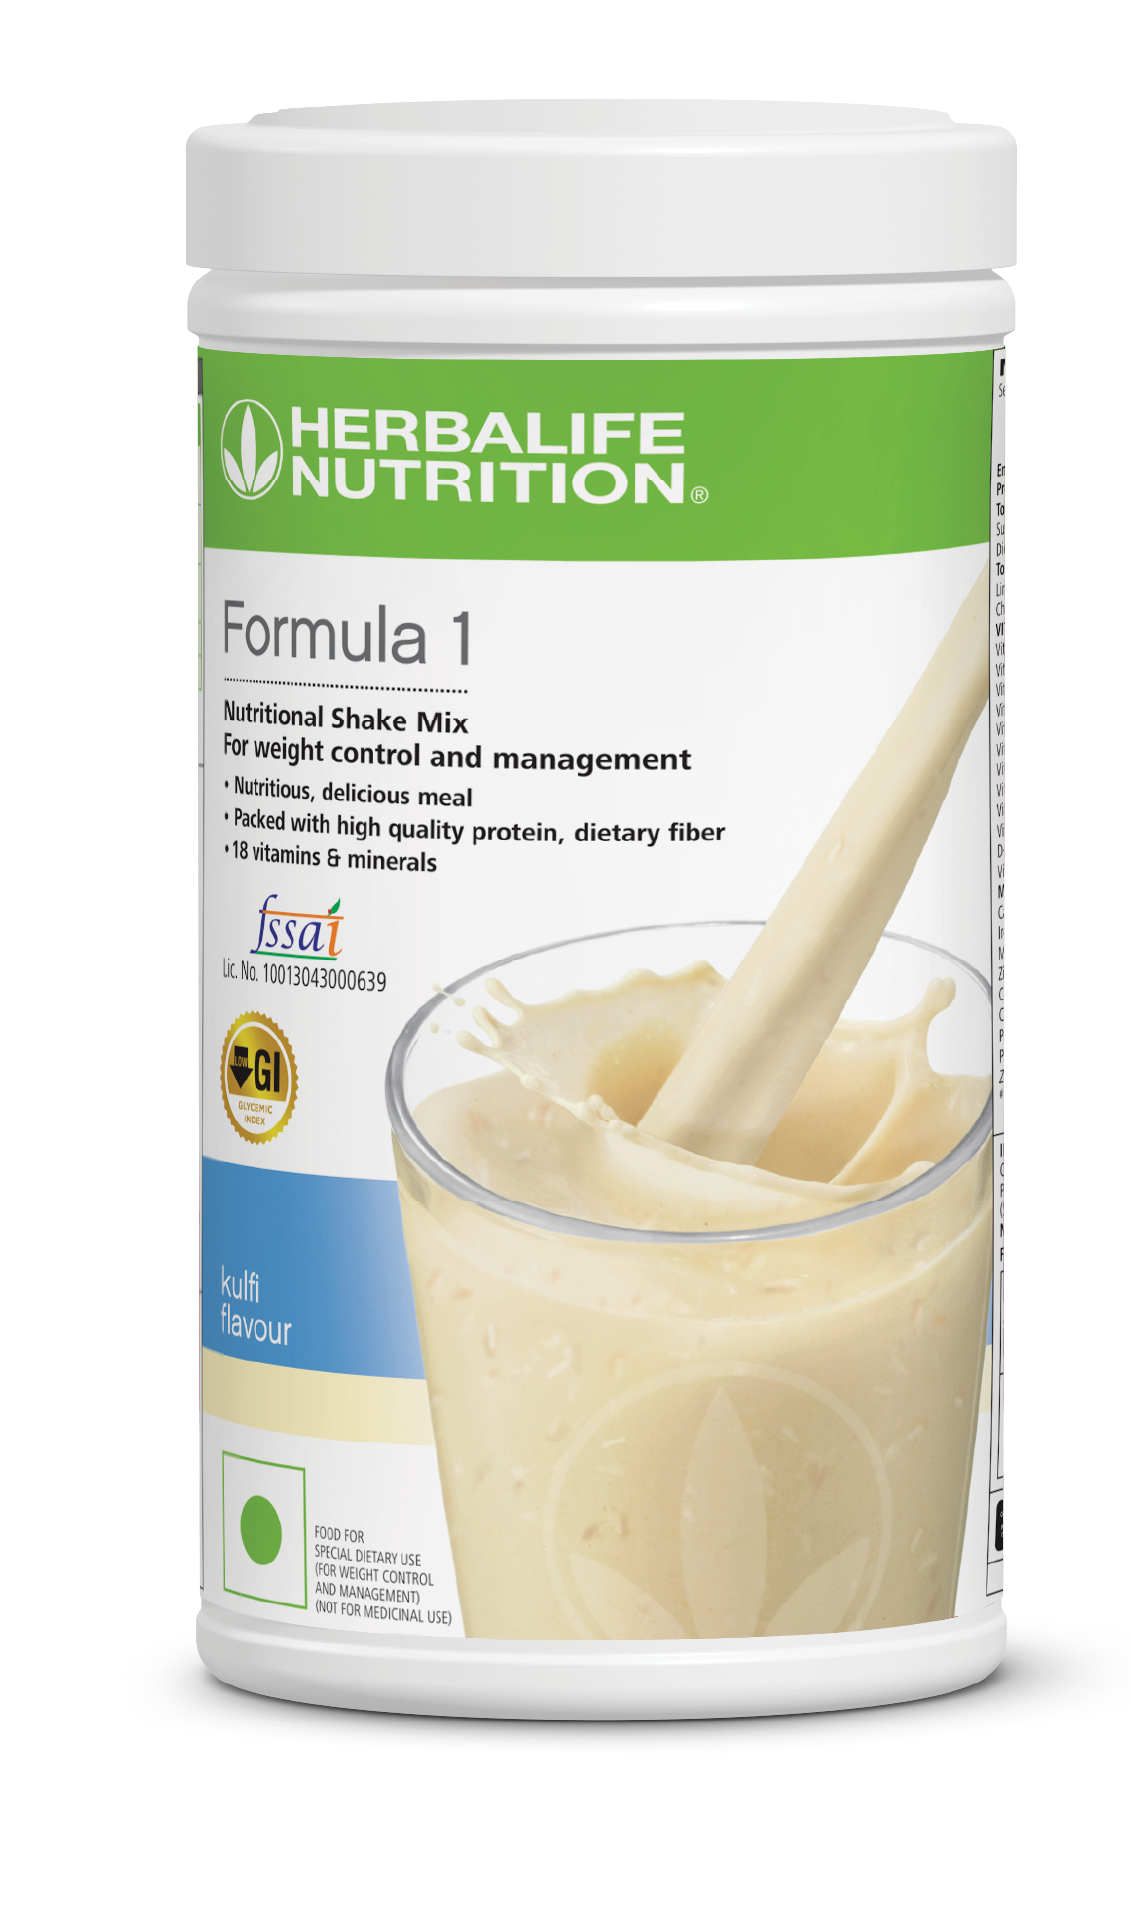 HERBALIFE
NUTRITION®
Formula 1
Nutritional Shake Mix
For weight control and management
• Nutritious, delicious meal
• Packed with high quality protein, dietary fiber
• 18 vitamins & minerals
fssai
Lic. No. 10013043000639
LOW
GI
GLYCEMIC
INDEX
kulfi
flavour
FOOD FOR
SPECIAL DIETARY USE
(FOR WEIGHT CONTROL
AND MANAGEMENT)
(NOT FOR MEDICINAL USE)